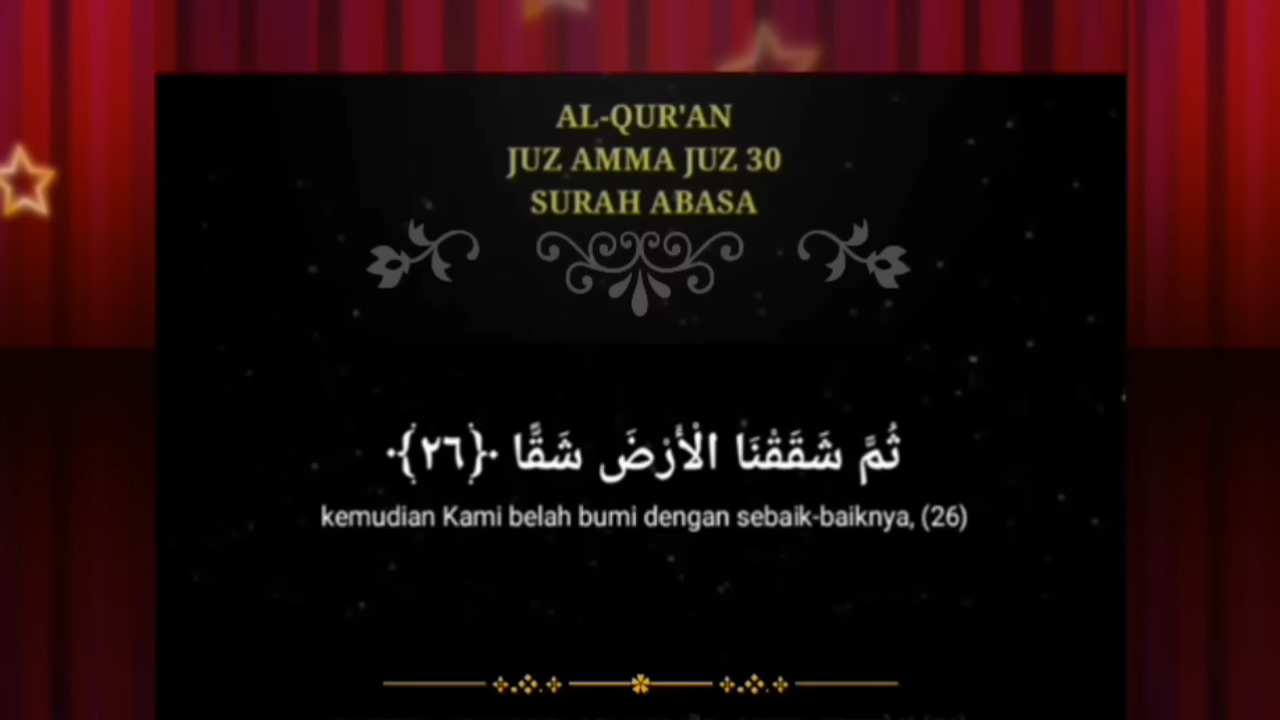 AL-QUR'AN
JUZ AMMA JUZ 30
SURAH ABASA
ثُمَّ شَقَقْنَا الْأَرْضَ شَقًّا ﴿٢٦﴾
kemudian Kami belah bumi dengan sebaik-baiknya, (26)